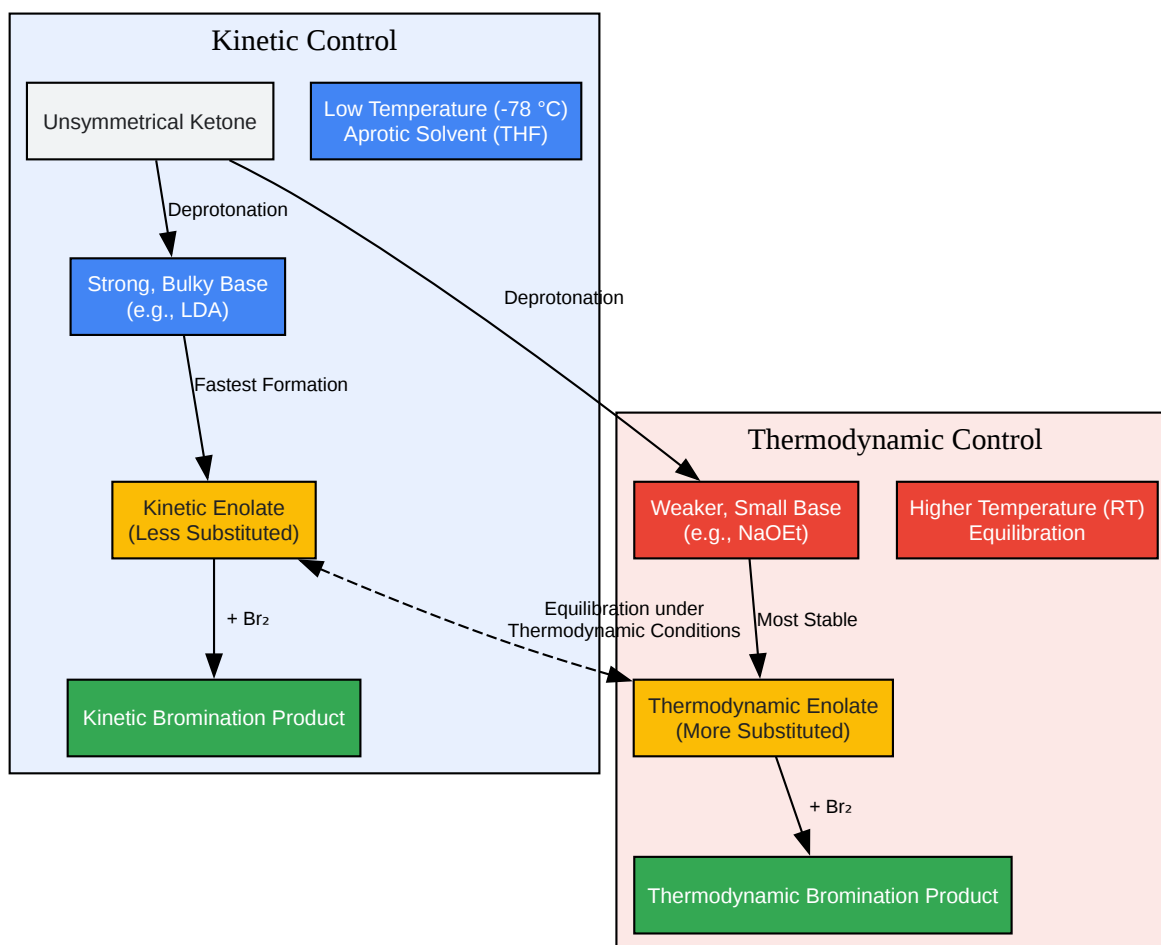 Kinetic Control
Unsymmetrical Ketone
Low Temperature (-78 °C)
Aprotic Solvent (THF)
Deprotonation
Strong, Bulky Base
(e.g., LDA)
Deprotonation
Fastest Formation
Thermodynamic Control
Kinetic Enolate
(Less Substituted)
Weaker, Small Base
(e.g., NaOEt)
Higher Temperature (RT)
Equilibration
+ Br₂
Equilibration under
Thermodynamic Conditions
Most Stable
Kinetic Bromination Product
Thermodynamic Enolate
(More Substituted)
+ Br₂
Thermodynamic Bromination Product